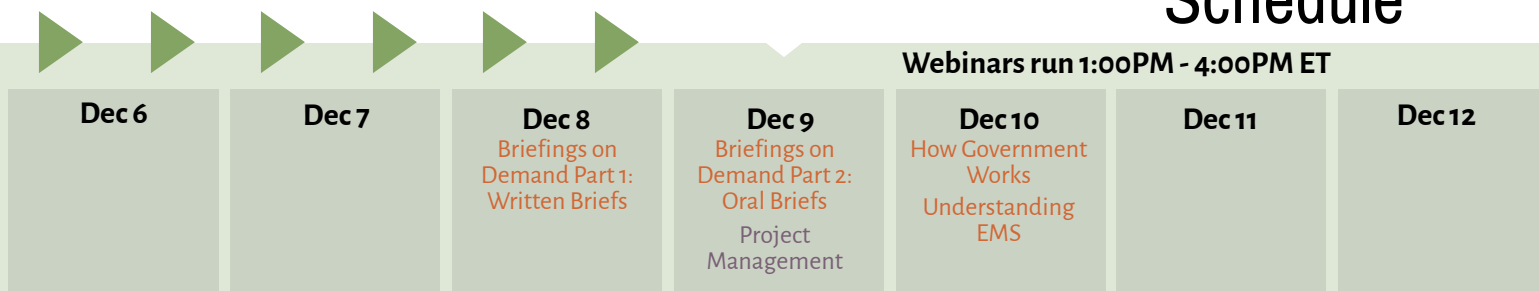 Schedule
Webinars run 1:00PM - 4:00PM ET
Dec 6
Dec 7
Dec 8
Briefings on
Demand Part 1:
Written Briefs
Dec 9
Briefings on
Demand Part 2:
Oral Briefs
Project
Management
Dec 10
How Government
Works
Understanding
EMS
Dec 11
Dec 12